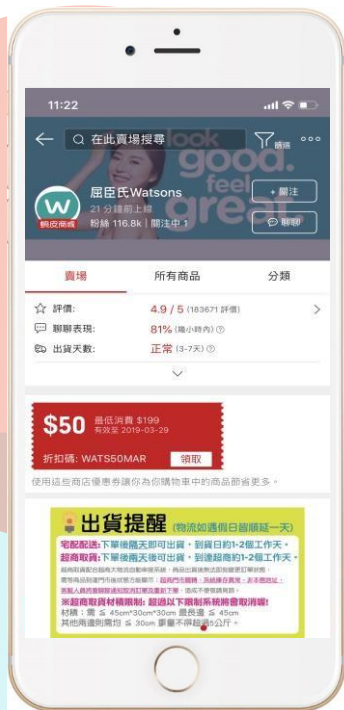 11:22
在此賣場搜尋
篩選
look
good.
feel
great
屈臣氏Watsons
+ 關注
21 分鐘前上線
蝦皮商城
粉絲 116.8k | 關注中 1
聊聊
賣場
所有商品
分類
評價:
4.9 / 5 (183671 評價)
聊聊表現:
81% (幾小時內)
出貨天數:
正常 (3-7天)
$50
最低消費 $199
有效至 2019-03-29
折扣碼: WATS50MAR
領取
使用這些商店優惠券讓你為你購物車中的商品節省更多。
出貨提醒 (物流如遇假日皆順延一天)
宅配配送:下單後隔天即可出貨,到貨日約1-2個工作天。
超商取貨:下單後兩天後可出貨,到達超商約1-2個工作天。
※超商取貨材積限制: 超過以下限制系統將會取消喔!
材積:需 ≦ 45cm*30cm*30cm 最長邊 ≦ 45cm
其他兩邊則需均 ≦ 30cm 重量不得超過5公斤。